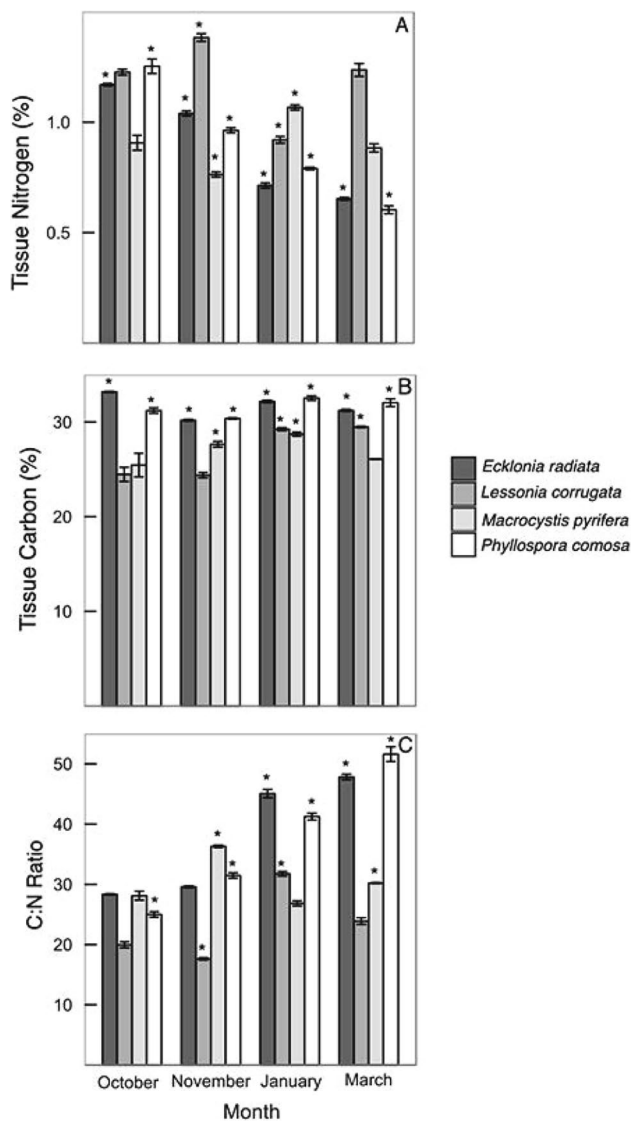 A
Tissue Nitrogen (%)
1.0
0.5
* * * * * * * * * * * * *
B
Tissue Carbon (%)
30
20
10
* * * * * * * * * * * * *
Ecklonia radiata
Lessonia corrugata
Macrocystis pyrifera
Phyllospora comosa
C
C:N Ratio
50
40
30
20
10
* * * * * * * * * *
October November January March
Month